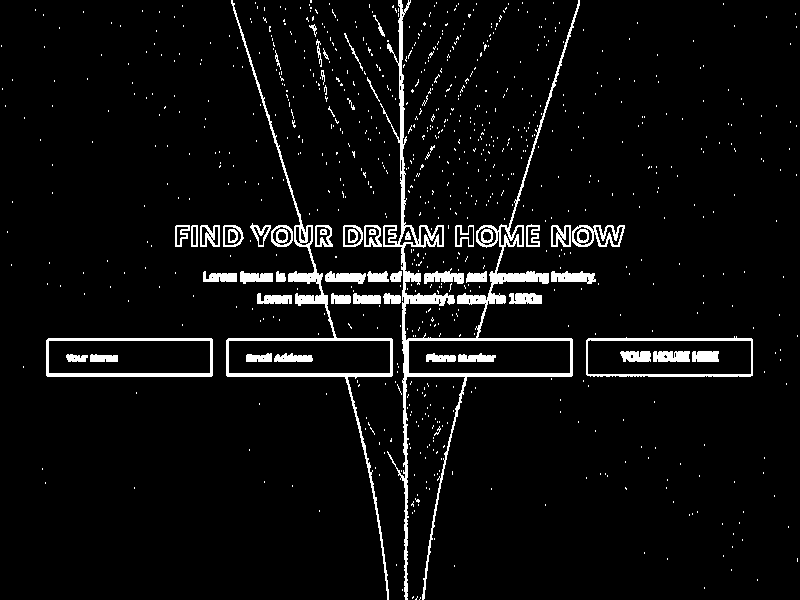 FIND YOUR DREAM HOME NOW
Lorem Ipsum is simply dummy text of the printing and typesetting industry.
Lorem Ipsum has been the industry's since the 1500s
Your Name
Email Address
Phone Number
YOUR HOUSE HERE